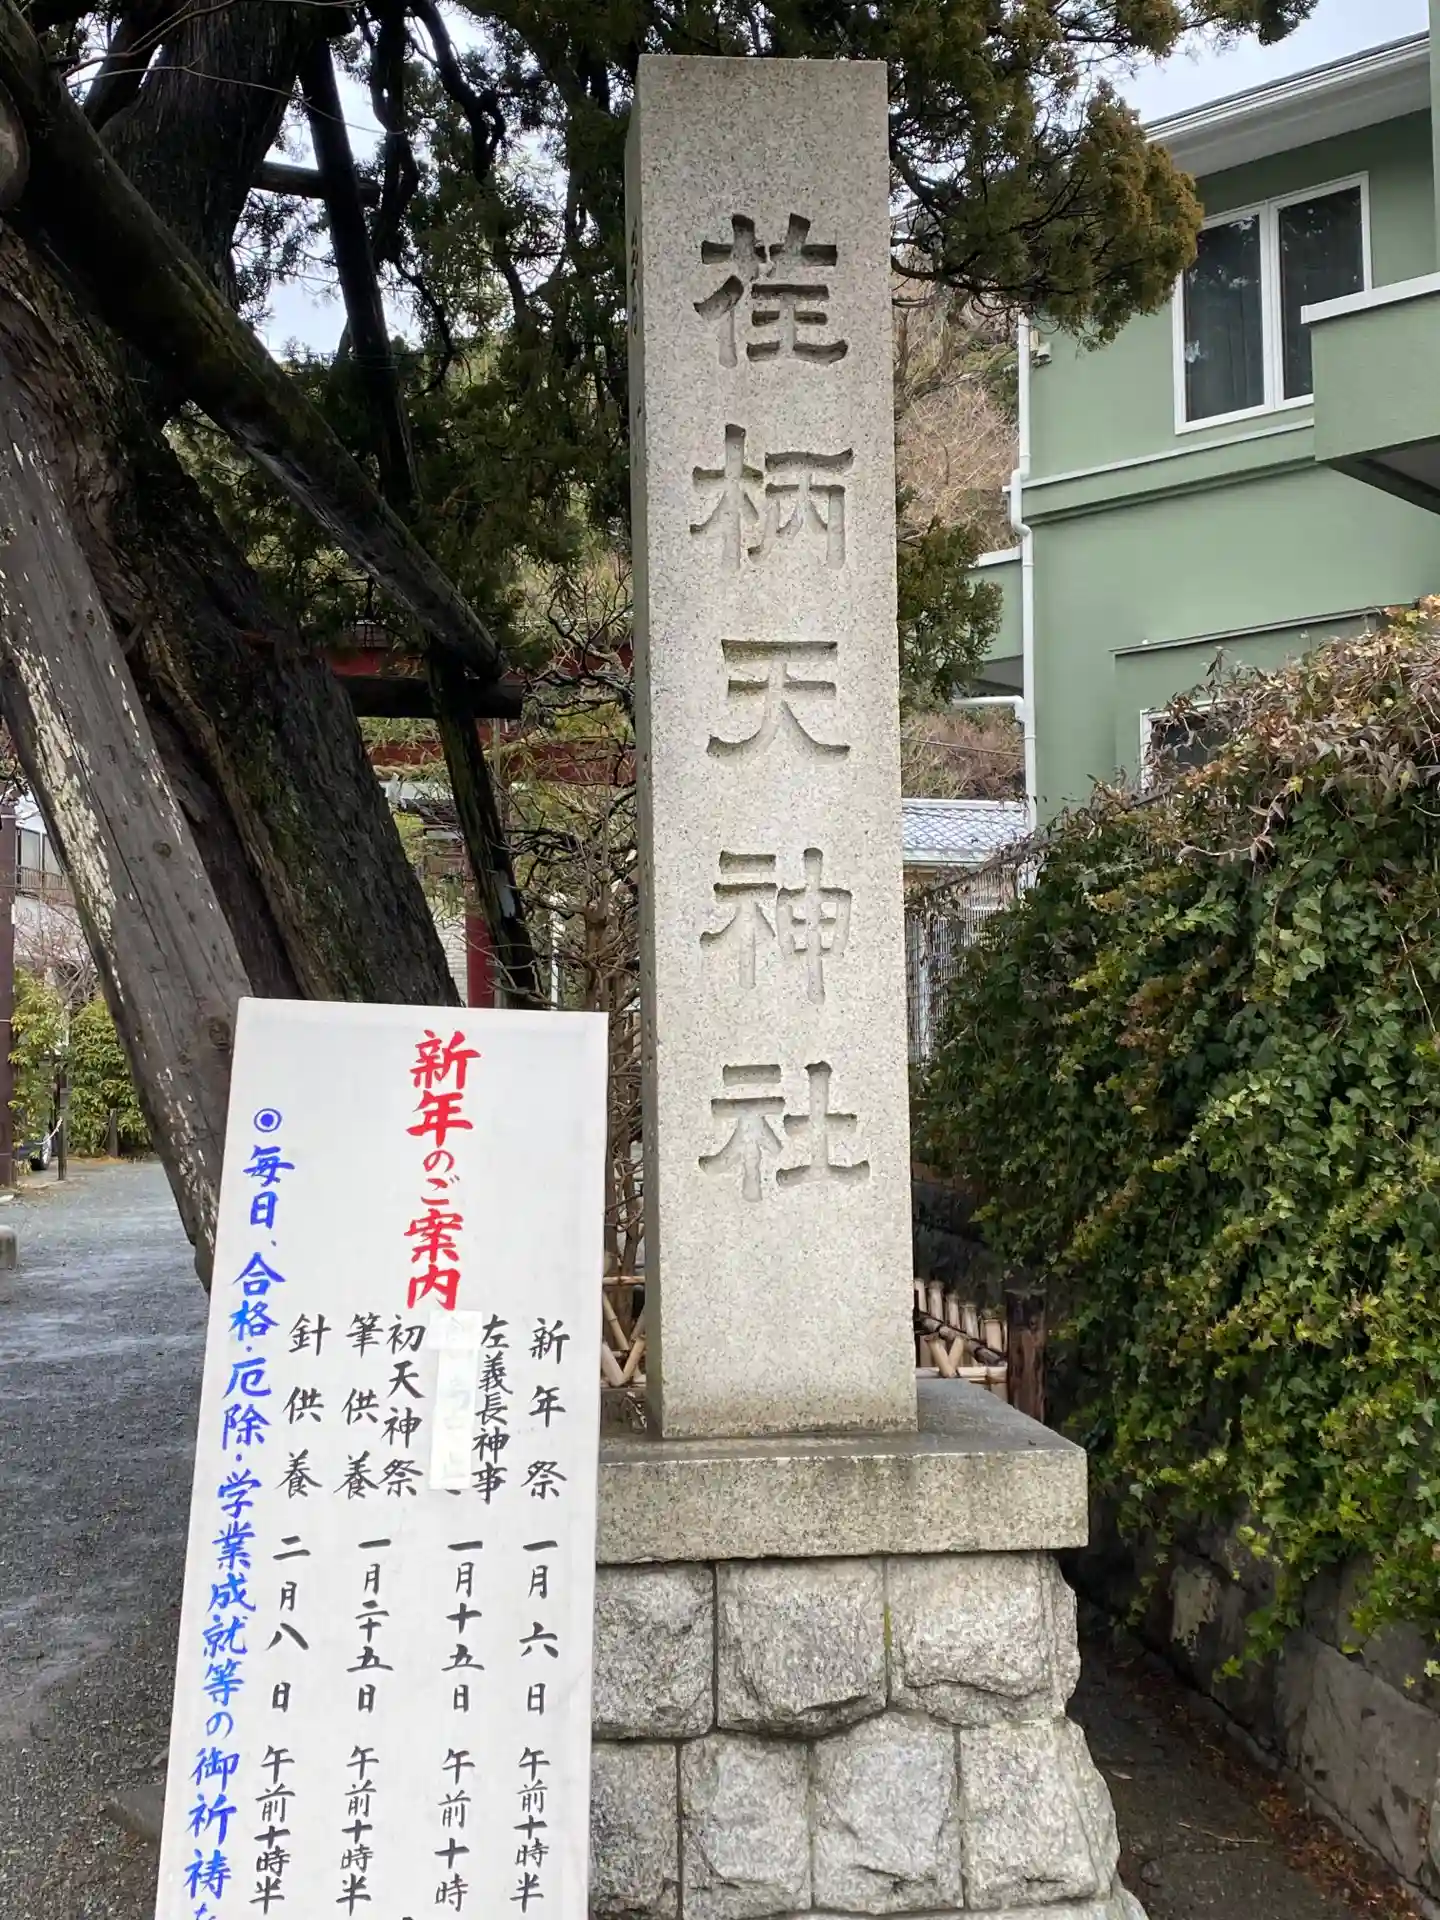 荏柄天神社
新年のご案内
新年祭 一月六日 午前十時半
左義長神事 一月十五日 午前十時
初天神祭
筆供養 一月二十五日 午前十時半
針供養 二月八日 午前十時半
◉毎日、合格・厄除・学業成就等の御祈祷